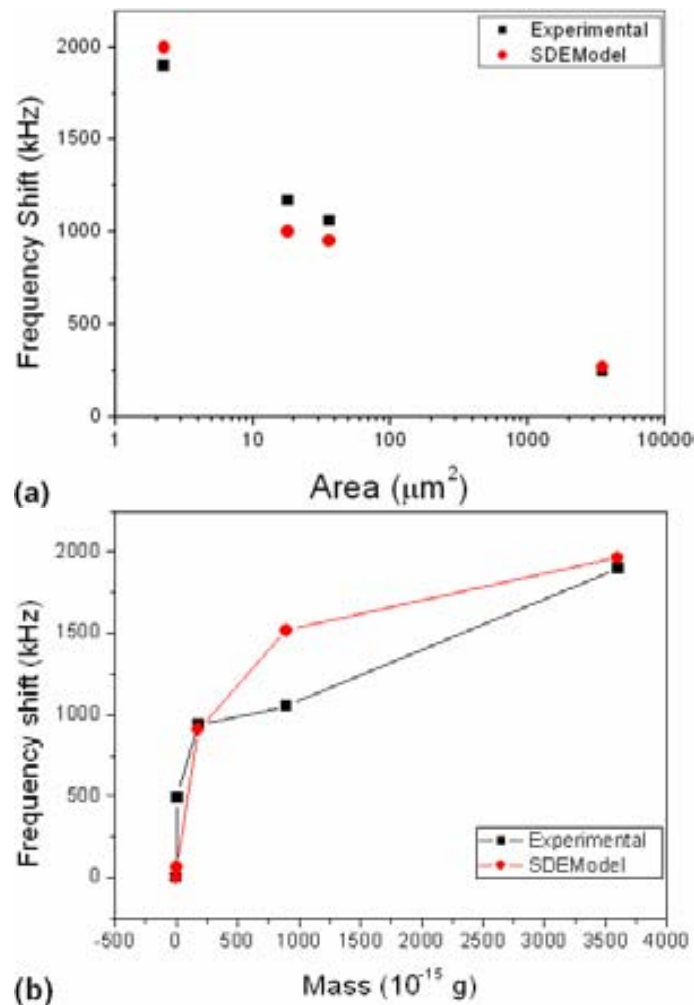 Experimental
SDEModel
2000
1500
1000
500
0
Frequency Shift (kHz)
1 10 100 1000 10000
Area (μm²)
(a)
Experimental
SDEModel
2000
1500
1000
500
0
Frequency shift (kHz)
-500 0 500 1000 1500 2000 2500 3000 3500 4000
Mass (10⁻¹⁵ g)
(b)